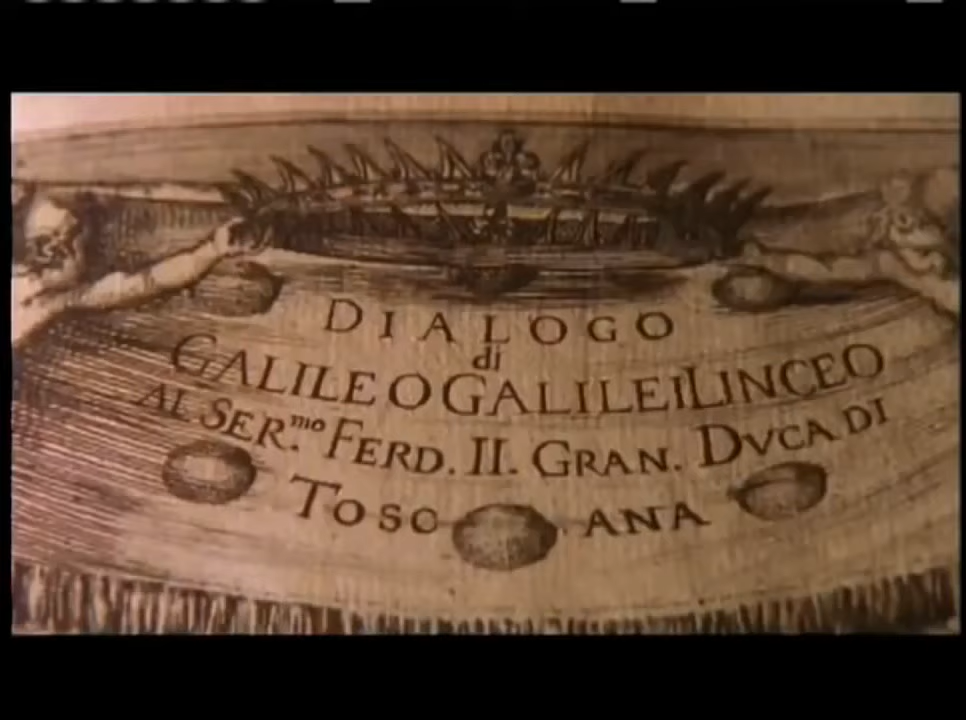 DIALOGO
di
GALILEO GALILEI LINCEO
AL SER.mo FERD. II. GRAN. DVCA DI
TOSCANA